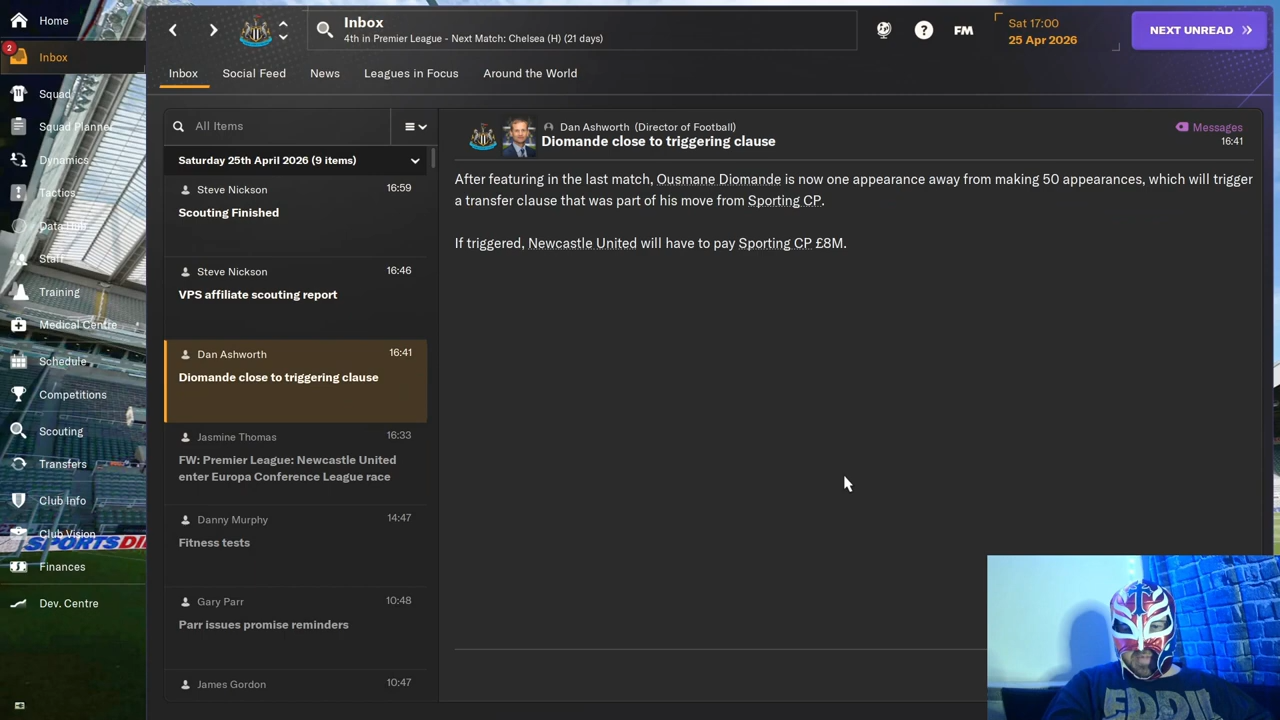 Home
2
Inbox
Squad
Squad Planner
Dynamics
Tactics
Data Hub
Staff
Training
Medical Centre
Schedule
Competitions
Scouting
Transfers
Club Info
Club Vision
SPORTSDI
Finances
Dev. Centre
Inbox
4th in Premier League - Next Match: Chelsea (H) (21 days)
FM
Sat 17:00
25 Apr 2026
NEXT UNREAD
Inbox
Social Feed
News
Leagues in Focus
Around the World
All Items
Saturday 25th April 2026 (9 items)
Steve Nickson 16:59
Scouting Finished
Steve Nickson 16:46
VPS affiliate scouting report
Dan Ashworth 16:41
Diomande close to triggering clause
Jasmine Thomas 16:33
FW: Premier League: Newcastle United
enter Europa Conference League race
Danny Murphy 14:47
Fitness tests
Gary Parr 10:48
Parr issues promise reminders
James Gordon 10:47
Dan Ashworth (Director of Football)
Diomande close to triggering clause
Messages
16:41
After featuring in the last match, Ousmane Diomande is now one appearance away from making 50 appearances, which will trigger
a transfer clause that was part of his move from Sporting CP.
If triggered, Newcastle United will have to pay Sporting CP £8M.